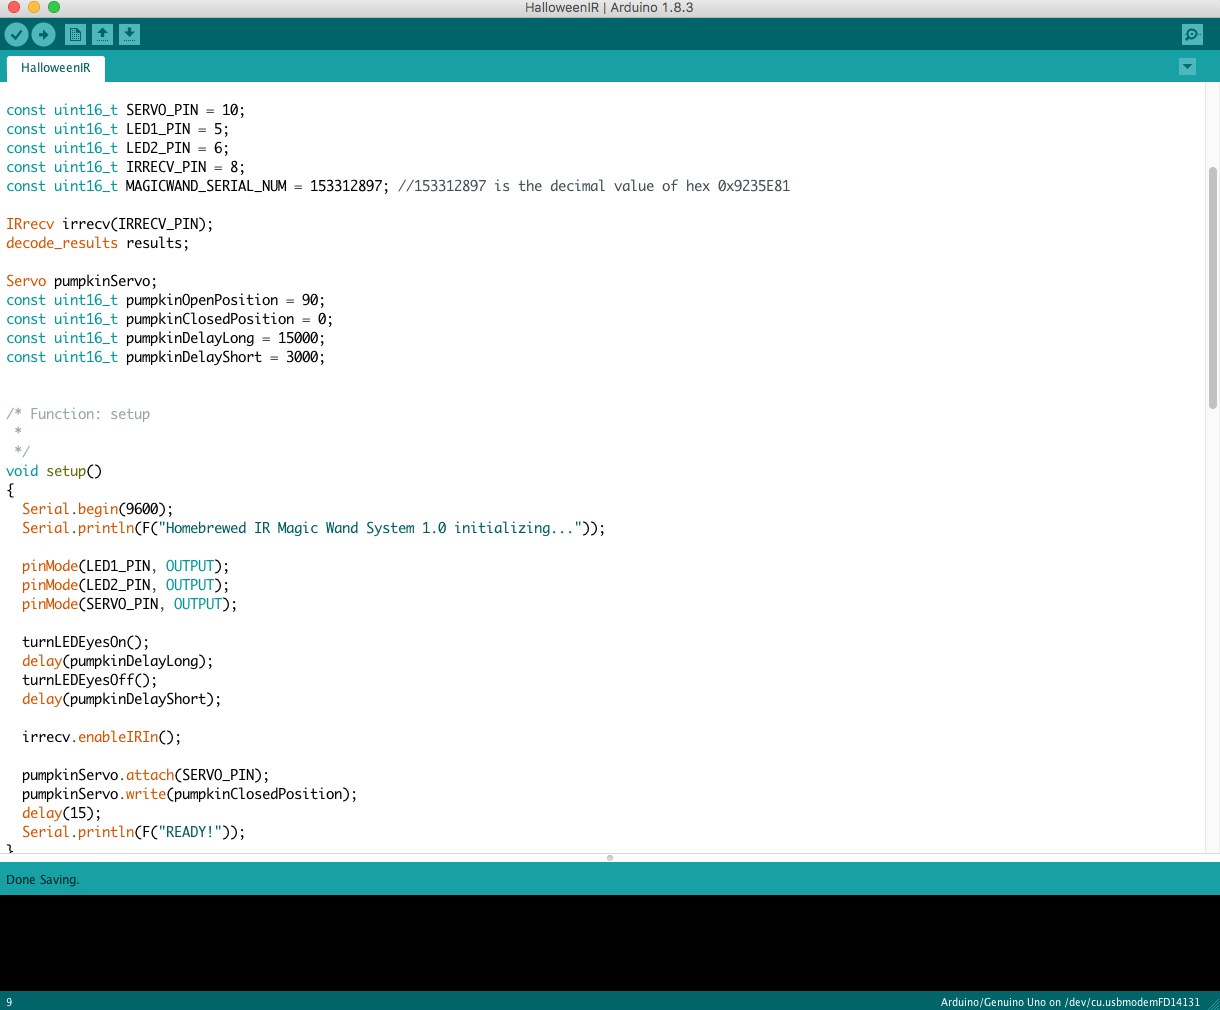 HalloweenIR | Arduino 1.8.3
HalloweenIR
const uint16_t SERVO_PIN = 10;
const uint16_t LED1_PIN = 5;
const uint16_t LED2_PIN = 6;
const uint16_t IRRECV_PIN = 8;
const uint16_t MAGICWAND_SERIAL_NUM = 153312897; //153312897 is the decimal value of hex 0x9235E81
IRrecv irrecv(IRRECV_PIN);
decode_results results;
Servo pumpkinServo;
const uint16_t pumpkinOpenPosition = 90;
const uint16_t pumpkinClosedPosition = 0;
const uint16_t pumpkinDelayLong = 15000;
const uint16_t pumpkinDelayShort = 3000;
/* Function: setup
 *
 */
void setup()
{
  Serial.begin(9600);
  Serial.println(F("Homebrewed IR Magic Wand System 1.0 initializing..."));
  pinMode(LED1_PIN, OUTPUT);
  pinMode(LED2_PIN, OUTPUT);
  pinMode(SERVO_PIN, OUTPUT);
  turnLEDEyesOn();
  delay(pumpkinDelayLong);
  turnLEDEyesOff();
  delay(pumpkinDelayShort);
  irrecv.enableIRIn();
  pumpkinServo.attach(SERVO_PIN);
  pumpkinServo.write(pumpkinClosedPosition);
  delay(15);
  Serial.println(F("READY!"));
}
Done Saving.
9
Arduino/Genuino Uno on /dev/cu.usbmodemFD14131